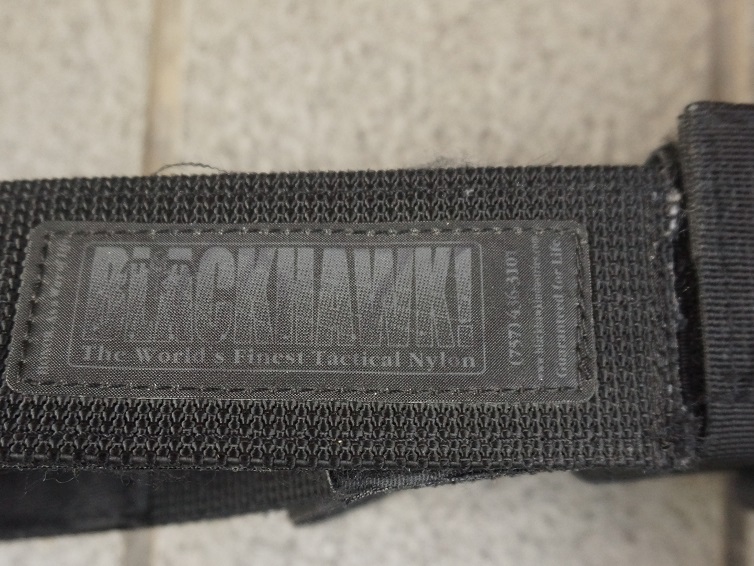 BLACKHAWK!
The World's Finest Tactical Nylon
(757) 436-3101
Guaranteed for Life.